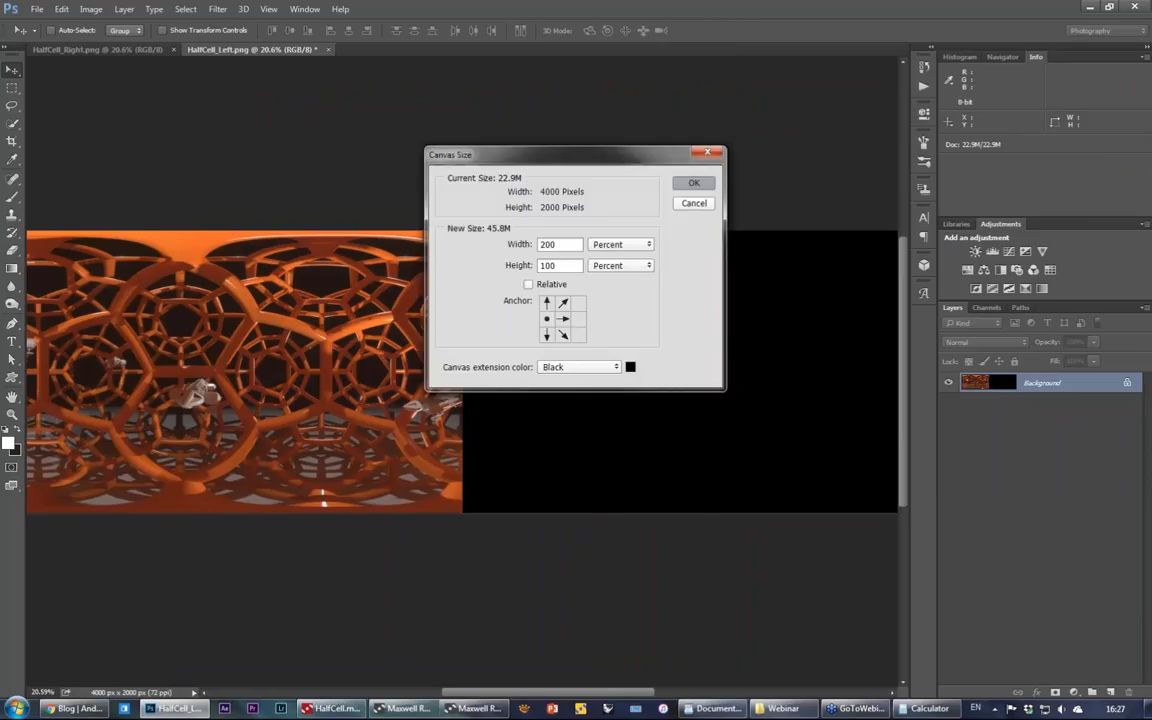 Ps File Edit Image Layer Type Select Filter 3D View Window Help
Auto-Select: Group Show Transform Controls 3D Mode: Photography
HalfCell_Right.png @ 20.6% (RGB/8) × HalfCell_Left.png @ 20.6% (RGB/8) * ×
Histogram Navigator Info
R:
G:
B:
8-bit
X: Y: W: H:
Doc: 22.9M/22.9M
Canvas Size
Current Size: 22.9M
Width: 4000 Pixels
Height: 2000 Pixels
OK
Cancel
New Size: 45.8M
Width: 200 Percent
Height: 100 Percent
Relative
Anchor:
Canvas extension color: Black
Libraries Adjustments
Add an adjustment
Layers Channels Paths
Kind
Normal Opacity:
Lock: Fill:
Background
20.59% 4000 px x 2000 px (72 ppi)
Blog | And... HalfCell_L... Ae Pr HalfCell.m... Maxwell R... Maxwell R... Document... Webinar GoToWebi... Calculator EN 16:27